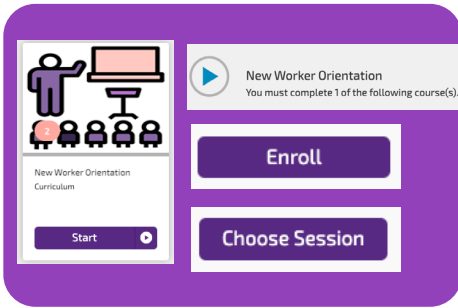 2
New Worker Orientation
Curriculum
Start
New Worker Orientation
You must complete 1 of the following course(s).
Enroll
Choose Session